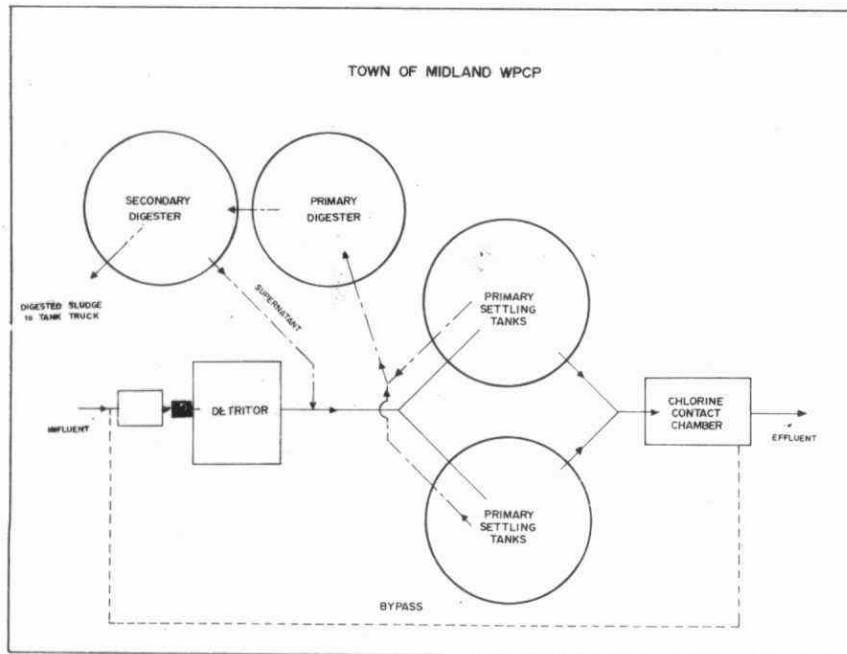 TOWN OF MIDLAND WPCP
SECONDARY
DIGESTER
PRIMARY
DIGESTER
DIGESTED SLUDGE
to TANK TRUCK
SUPERNATANT
PRIMARY
SETTLING
TANKS
INFLUENT
DETRITOR
CHLORINE
CONTACT
CHAMBER
EFFLUENT
PRIMARY
SETTLING
TANKS
BYPASS